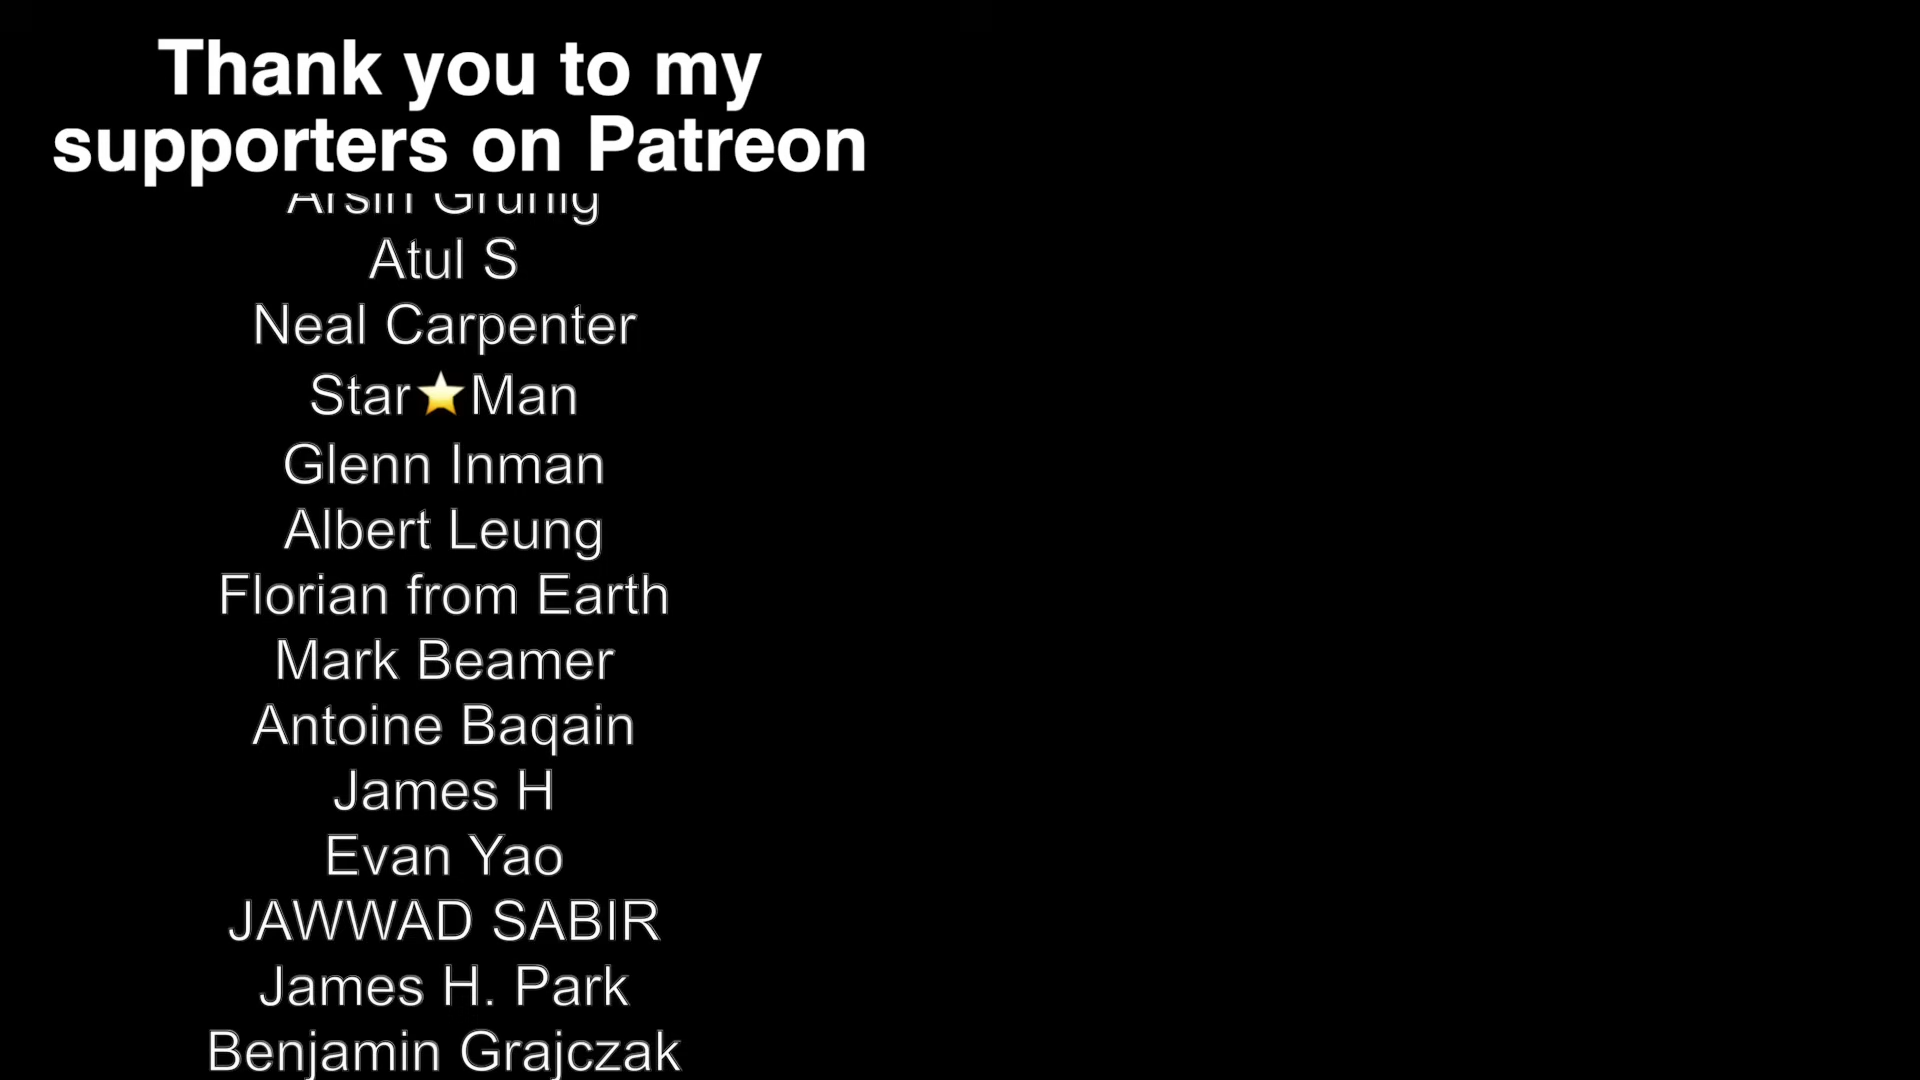 Thank you to my
supporters on Patreon
Atul S
Neal Carpenter
Star⭐Man
Glenn Inman
Albert Leung
Florian from Earth
Mark Beamer
Antoine Baqain
James H
Evan Yao
JAWWAD SABIR
James H. Park
Benjamin Grajczak